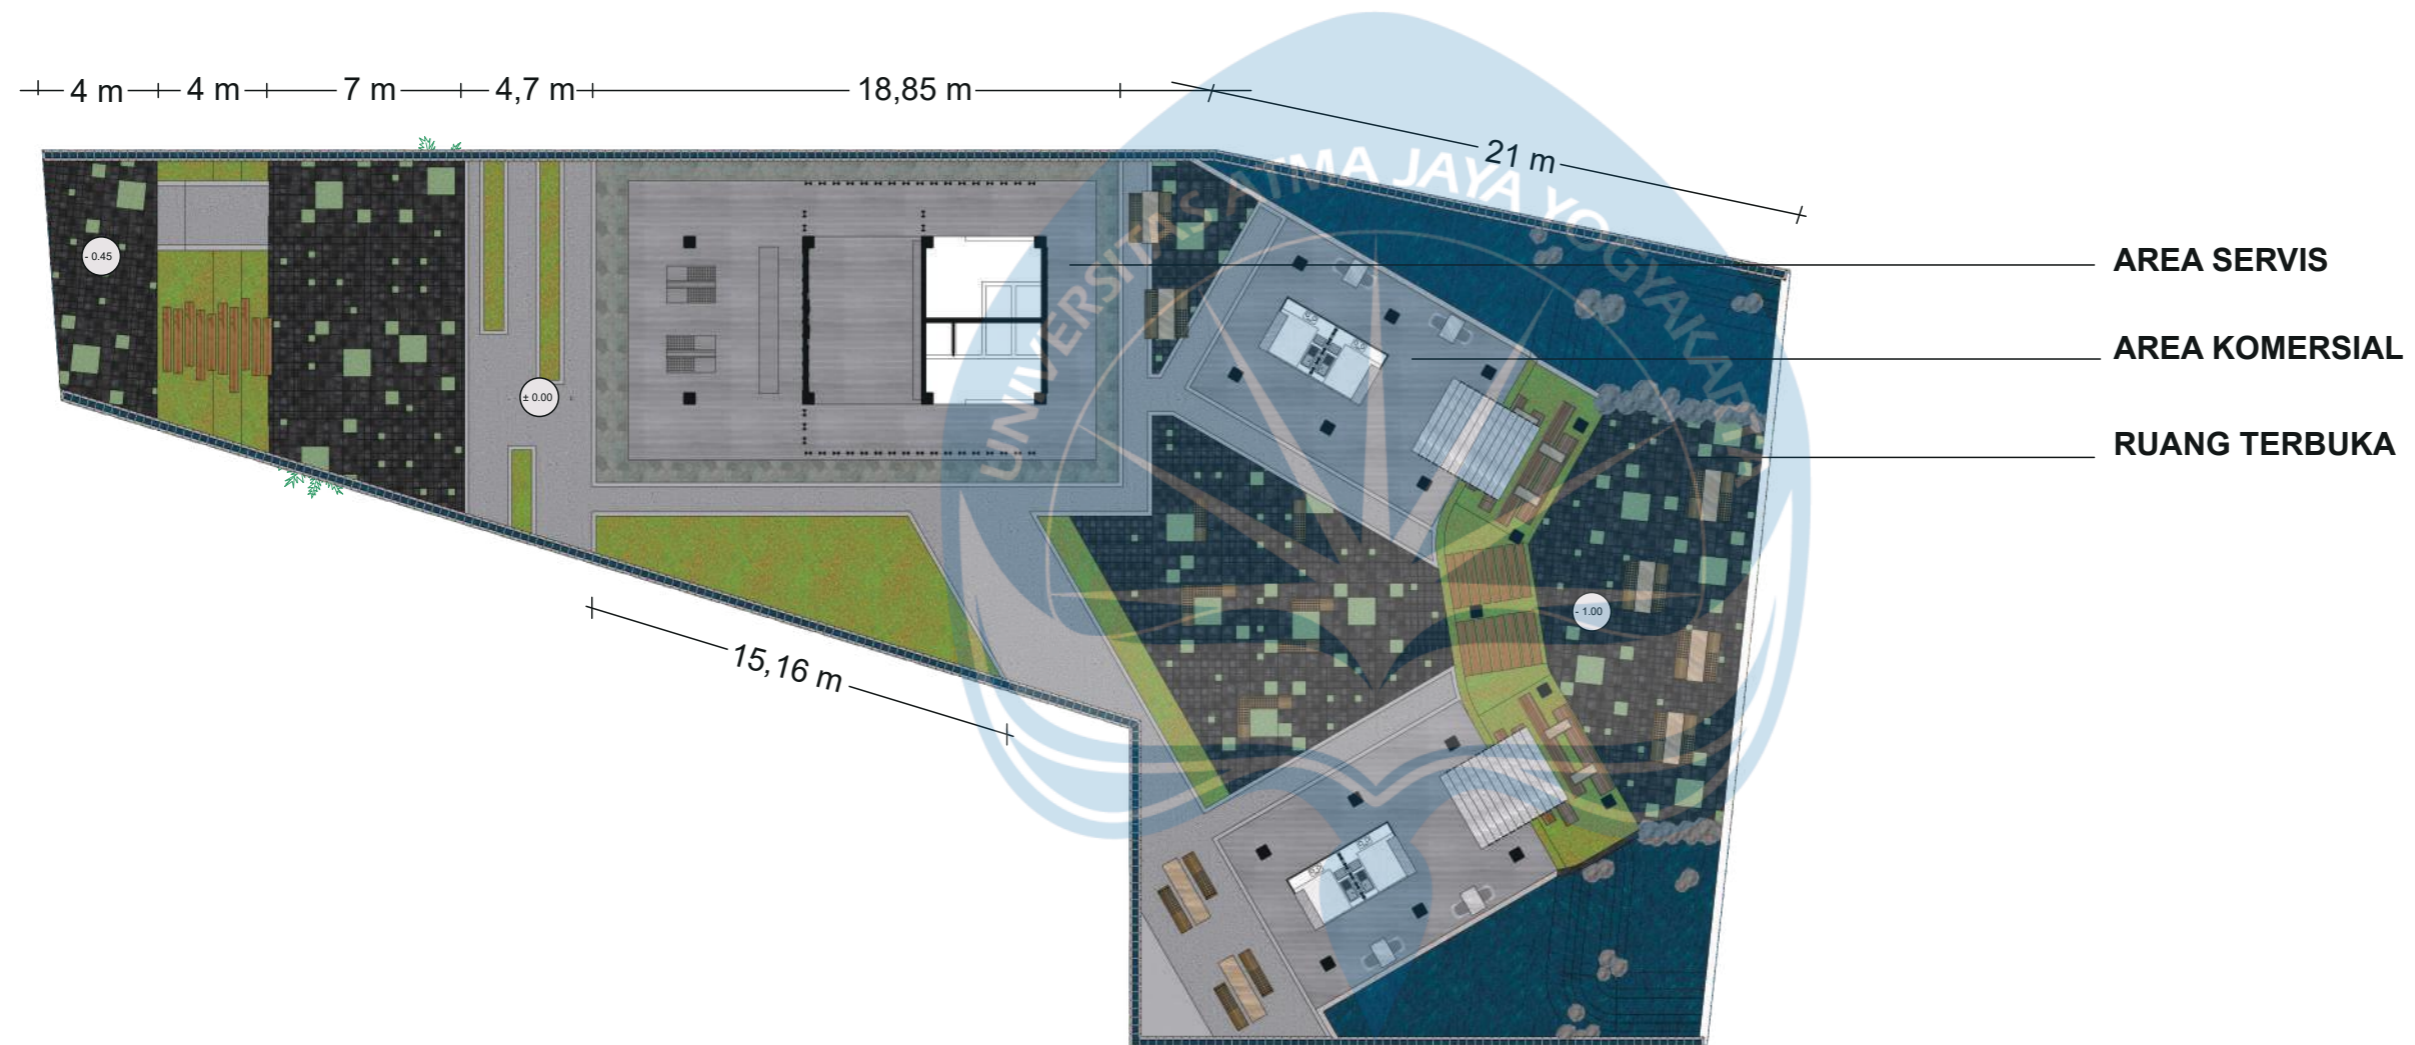 4 m 4 m 7 m 4,7 m 18,85 m
21 m
UNIVERSITAS ATMA JAYA YOGYAKARTA
- 0.45
AREA SERVIS
AREA KOMERSIAL
± 0.00
RUANG TERBUKA
- 1.00
15,16 m